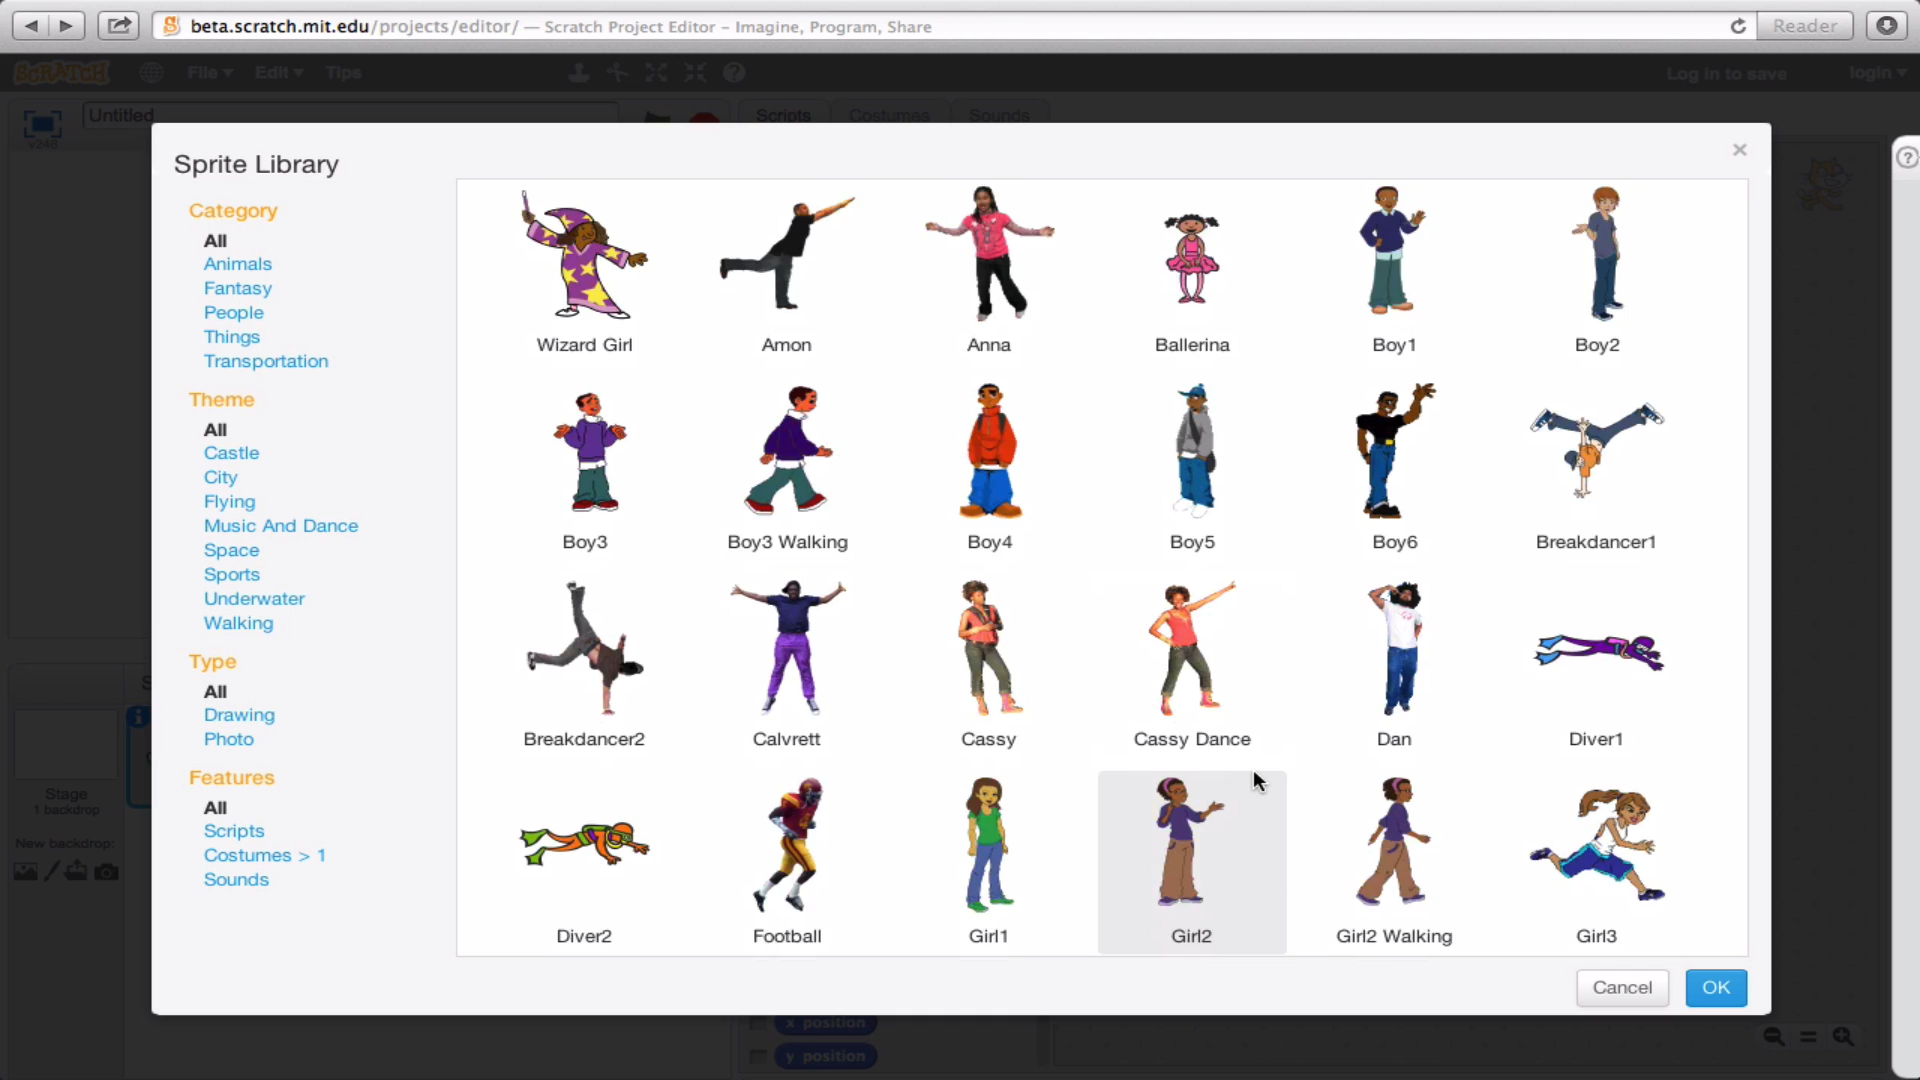 beta.scratch.mit.edu/projects/editor/ — Scratch Project Editor – Imagine, Program, Share
Reader
SCRATCH
File
Edit
Tips
Log in to save
login
Untitled
v246
Scripts
Costumes
Sounds
Sprite Library
×
?
Category
All
Animals
Fantasy
People
Things
Transportation
Theme
All
Castle
City
Flying
Music And Dance
Space
Sports
Underwater
Walking
Type
All
Drawing
Photo
Features
All
Scripts
Costumes > 1
Sounds
Wizard Girl
Amon
Anna
Ballerina
Boy1
Boy2
Boy3
Boy3 Walking
Boy4
Boy5
Boy6
Breakdancer1
Breakdancer2
Calvrett
Cassy
Cassy Dance
Dan
Diver1
Diver2
Football
Girl1
Girl2
Girl2 Walking
Girl3
Cancel
OK
Stage
1 backdrop
New backdrop:
x position
y position